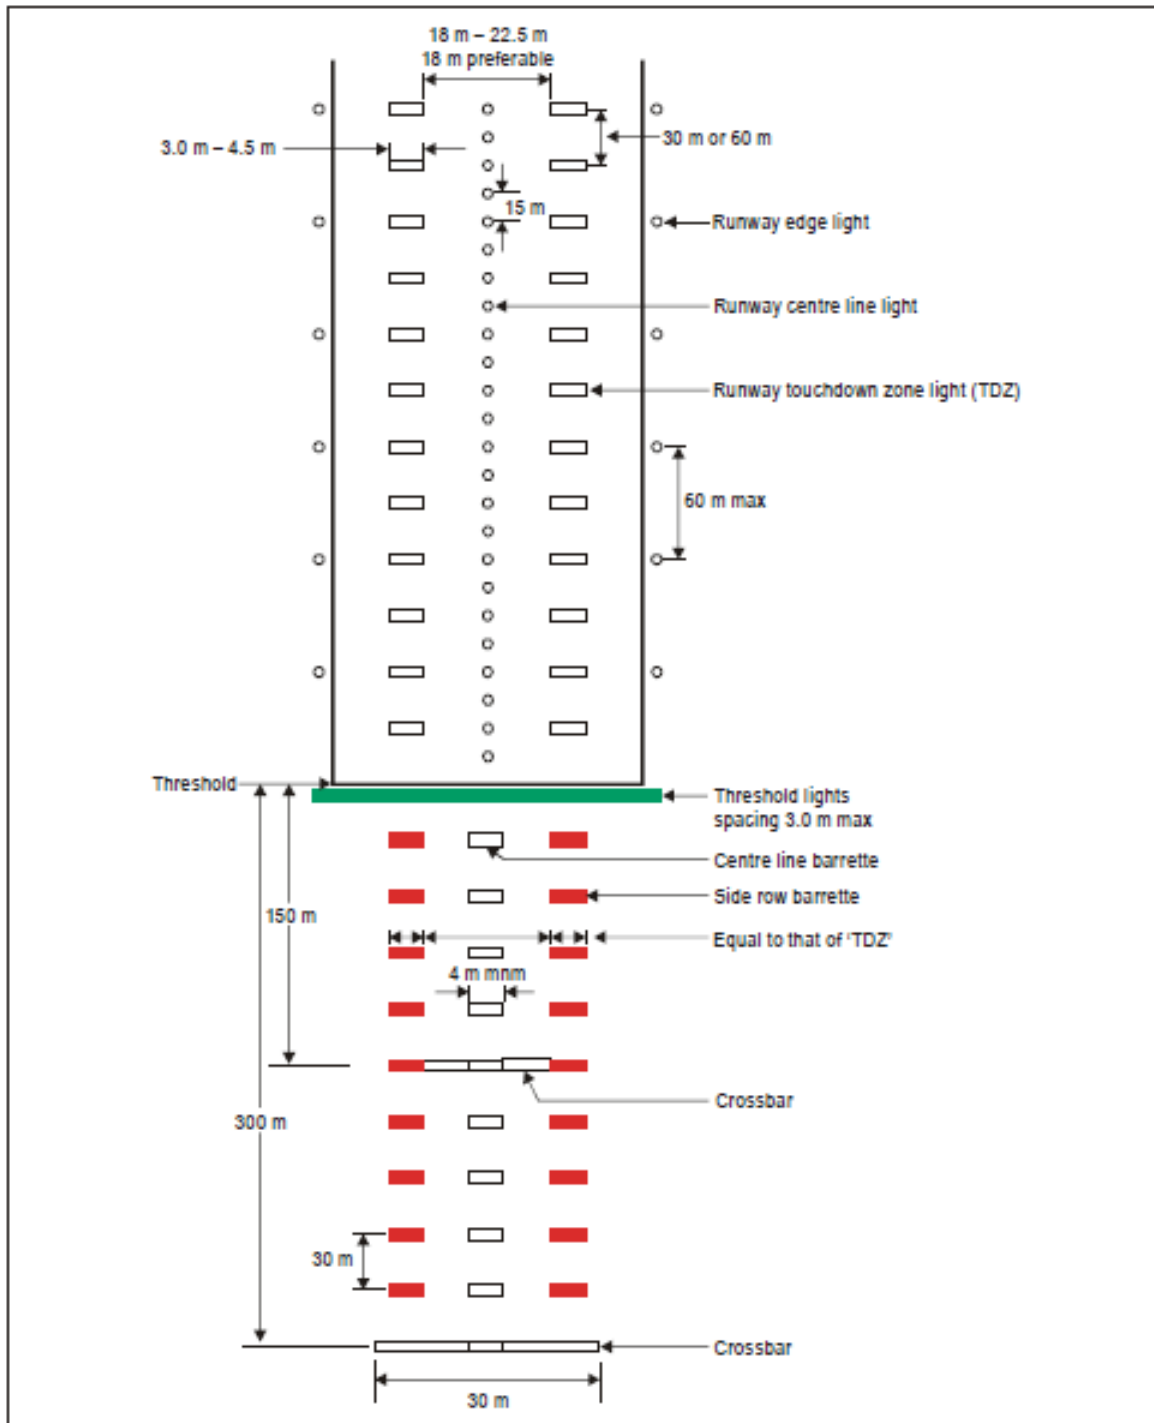 18 m – 22.5 m
18 m preferable
3.0 m – 4.5 m
30 m or 60 m
15 m
Runway edge light
Runway centre line light
Runway touchdown zone light (TDZ)
60 m max
Threshold
Threshold lights
spacing 3.0 m max
Centre line barrette
Side row barrette
150 m
Equal to that of ‘TDZ’
4 m mnm
Crossbar
300 m
30 m
Crossbar
30 m